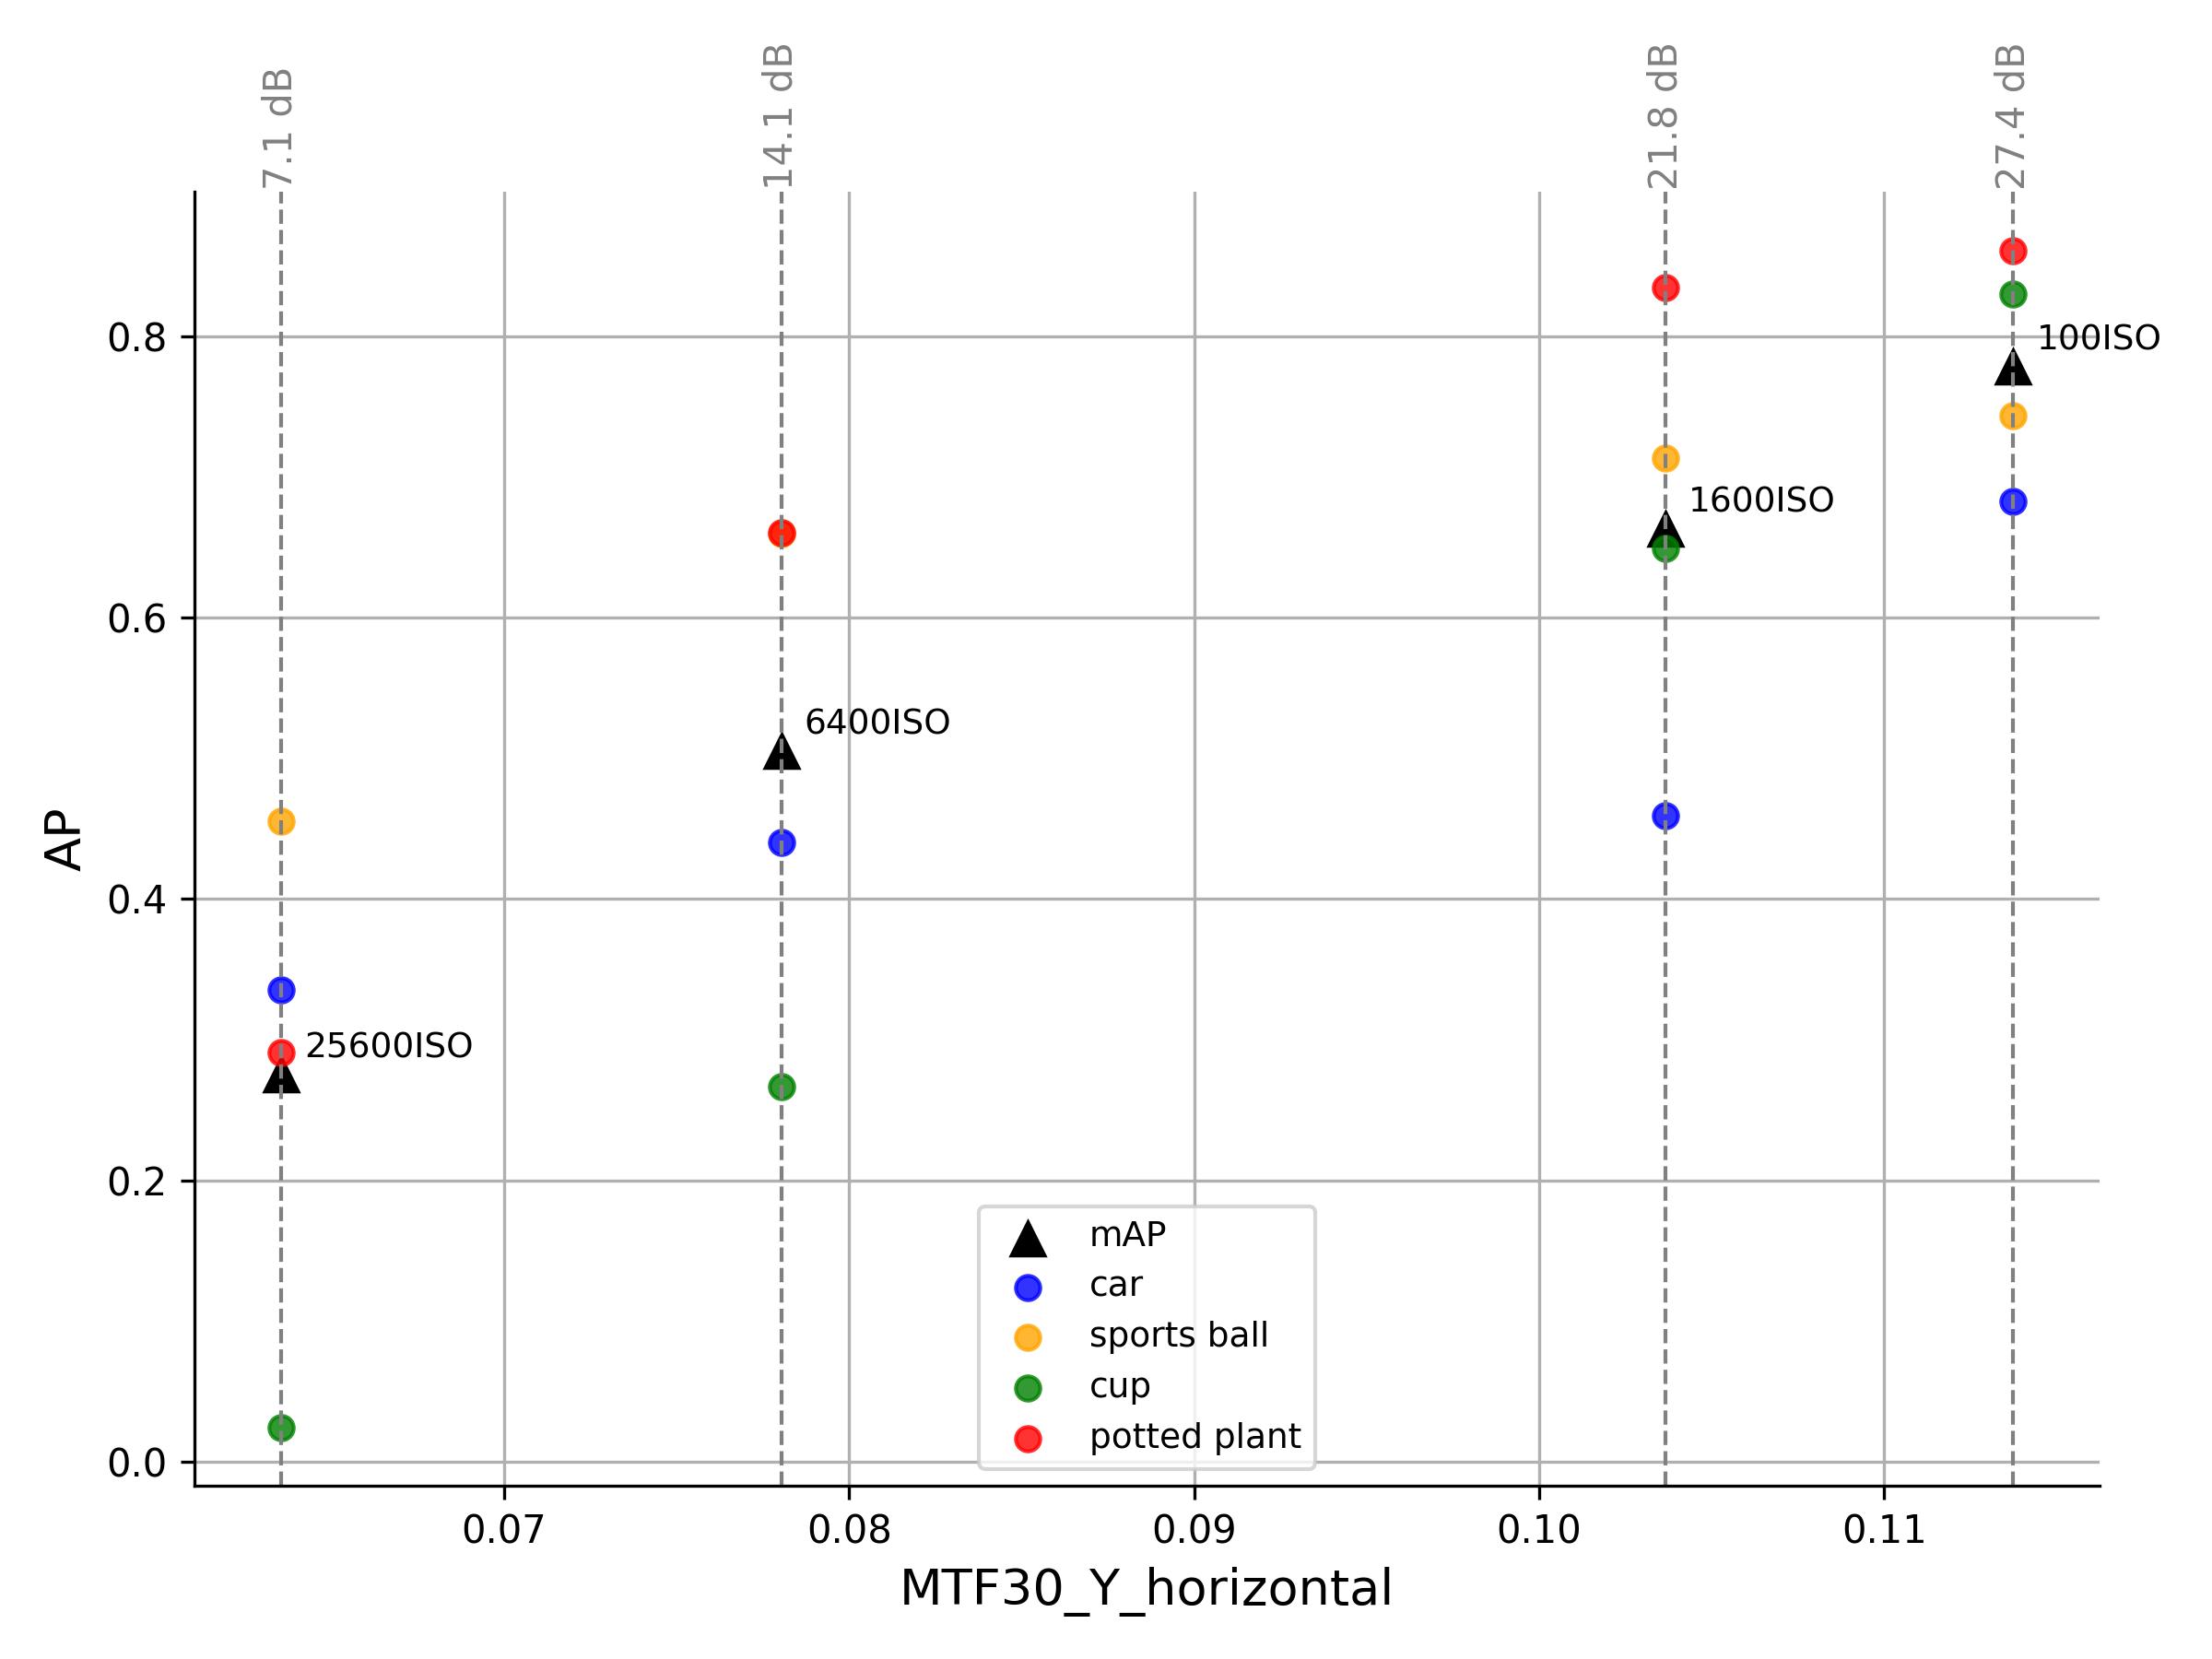 7.1 dB
14.1 dB
21.8 dB
27.4 dB
0.8
0.6
0.4
0.2
0.0
AP
100ISO
1600ISO
6400ISO
25600ISO
mAP
car
sports ball
cup
potted plant
0.07
0.08
0.09
0.10
0.11
MTF30_Y_horizontal